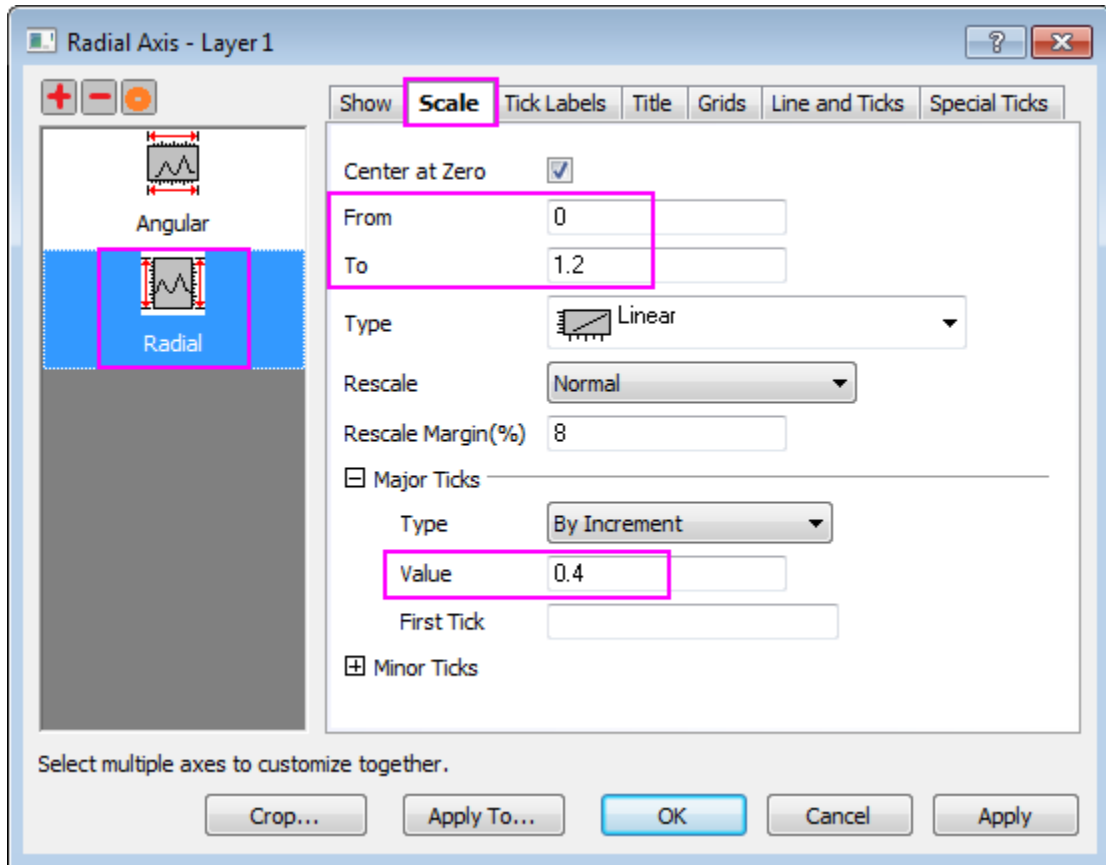 Radial Axis - Layer 1
Show Scale Tick Labels Title Grids Line and Ticks Special Ticks
Angular
Radial
Center at Zero
From 0
To 1.2
Type Linear
Rescale Normal
Rescale Margin(%) 8
Major Ticks
Type By Increment
Value 0.4
First Tick
Minor Ticks
Select multiple axes to customize together.
Crop... Apply To... OK Cancel Apply